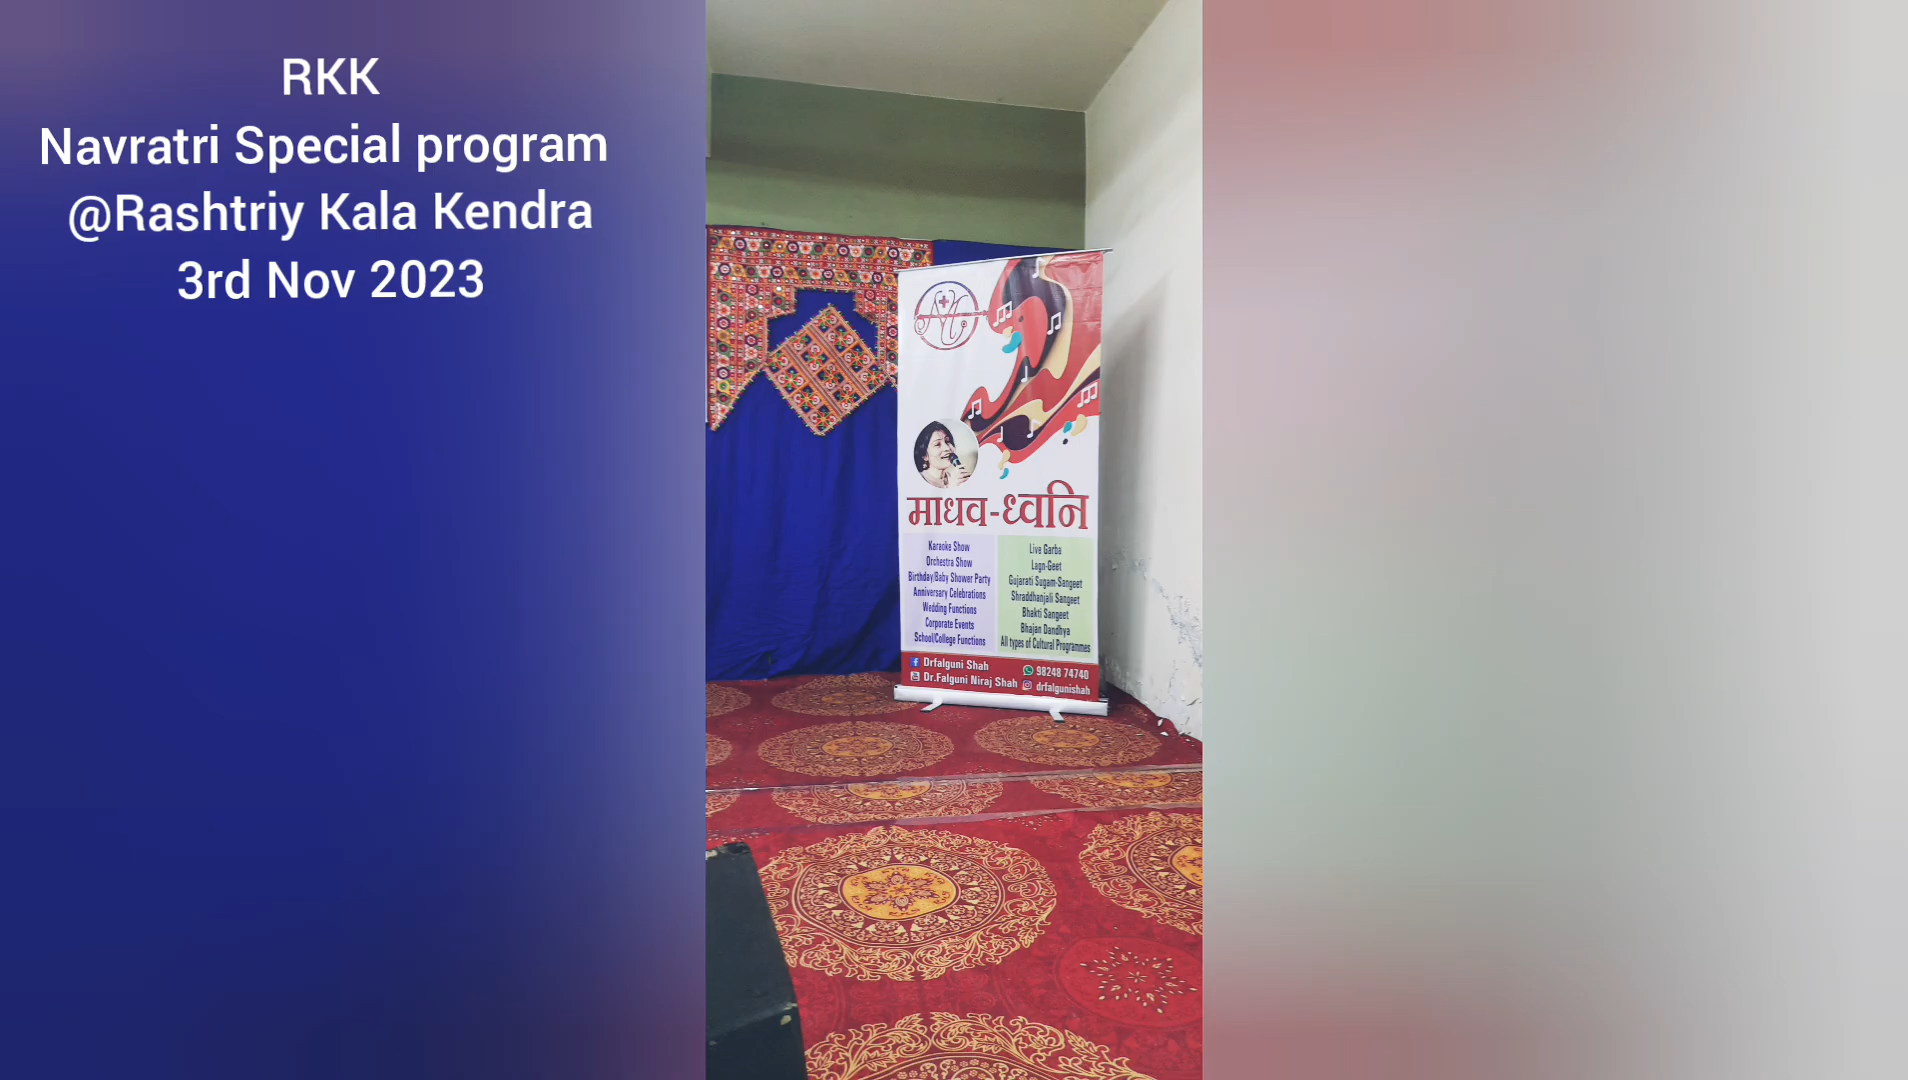 RKK
Navratri Special program
@Rashtriy Kala Kendra
3rd Nov 2023
माधव-ध्वनि
Karaoke Show
Orchestra Show
Birthday/Baby Shower Party
Anniversary Celebrations
Wedding Functions
Corporate Events
School/College Functions
Live Garba
Lagn-Geet
Gujarati Sugam-Sangeet
Shraddhanjali Sangeet
Bhakti Sangeet
Bhajan Dandhya
All types of Cultural Programmes
Drfalguni Shah
Dr.Falguni Niraj Shah
98248 74740
drfalgunishah